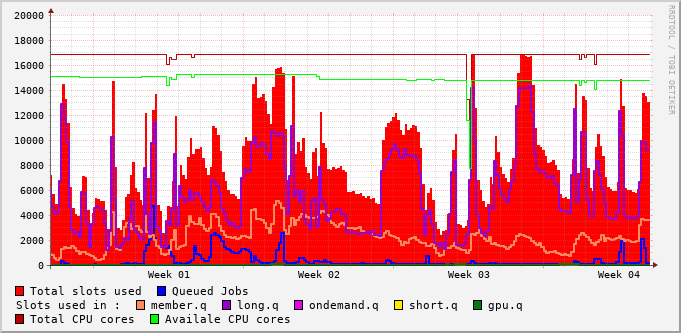 20000
18000
16000
14000
12000
10000
8000
6000
4000
2000
0
RRDTOOL / TOBI OETIKER
Week 01 Week 02 Week 03 Week 04
Total slots used Queued Jobs
Slots used in : member.q long.q ondemand.q short.q gpu.q
Total CPU cores Availale CPU cores